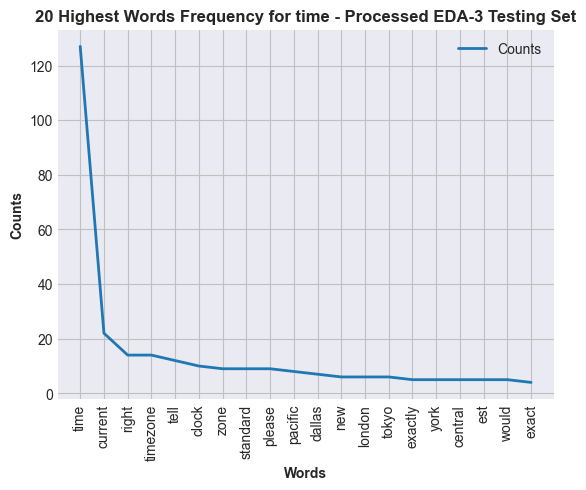 20 Highest Words Frequency for time - Processed EDA-3 Testing Set
Counts
120
100
80
60
40
20
0
Counts
time
current
right
timezone
tell
clock
zone
standard
please
pacific
dallas
new
london
tokyo
exactly
york
central
est
would
exact
Words